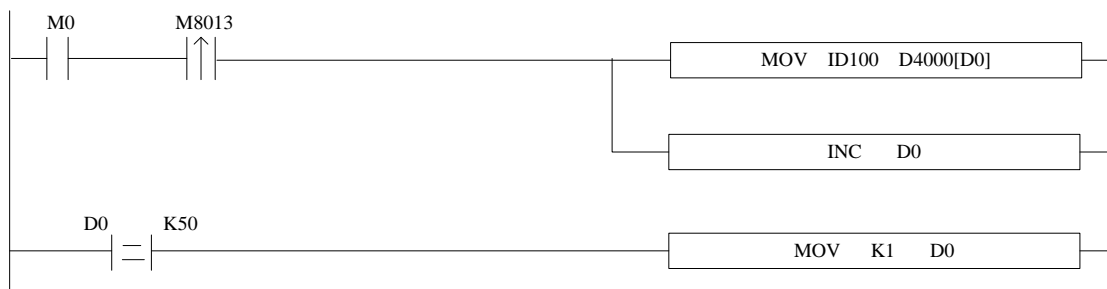 M0 M8013
MOV ID100 D4000[D0]
INC D0
D0 K50
MOV K1 D0